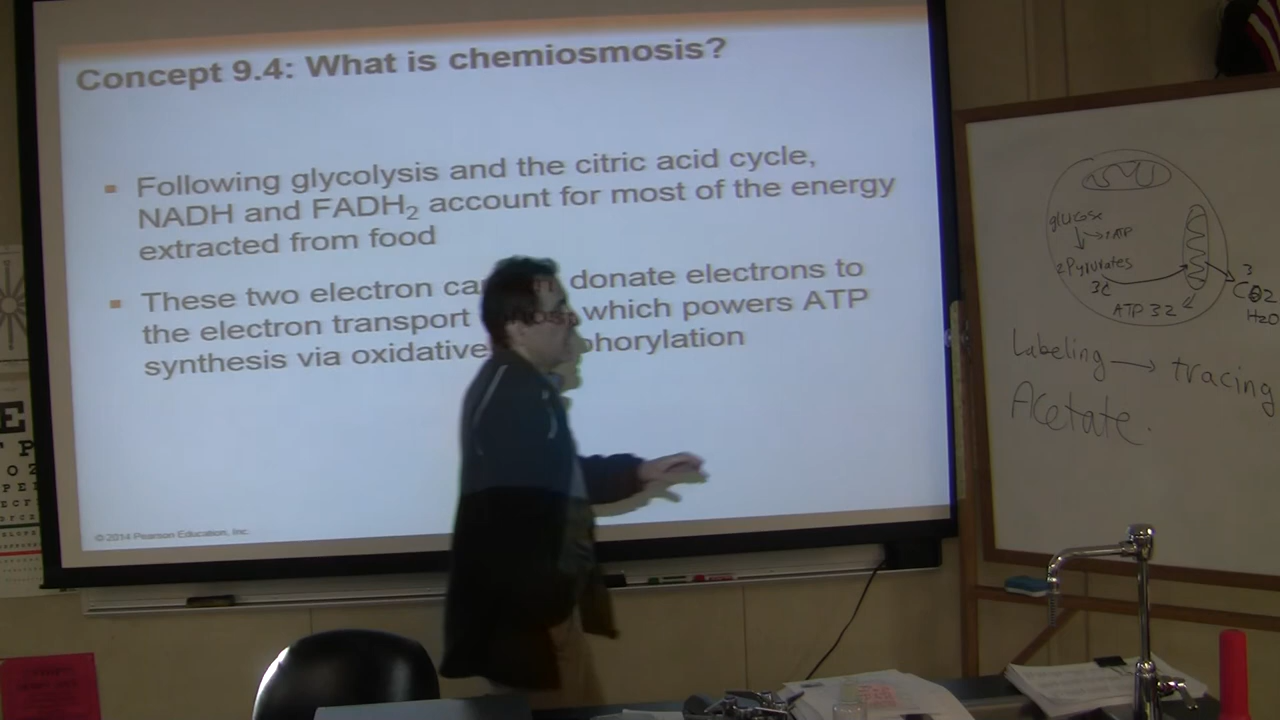 Concept 9.4: What is chemiosmosis?
Following glycolysis and the citric acid cycle,
NADH and FADH₂ account for most of the energy
extracted from food
These two electron donate electrons to
the electron transport which powers ATP
synthesis via oxidative
© 2014 Pearson Education, Inc.
glucose
ATP
2 Pyruvates
3C
ATP 32
3
CO2
H2O
Labeling → tracing
Acetate.
E